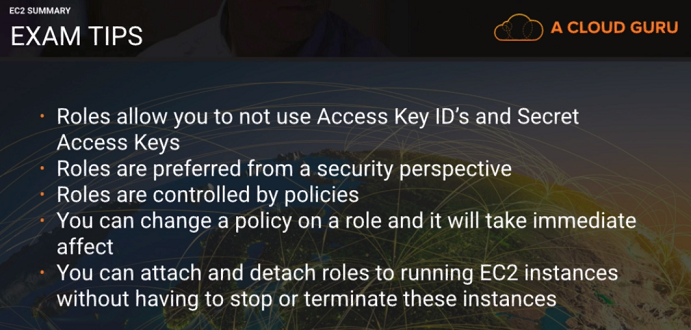 EC2 SUMMARY
EXAM TIPS
A CLOUD GURU
• Roles allow you to not use Access Key ID's and Secret
Access Keys
• Roles are preferred from a security perspective
• Roles are controlled by policies
• You can change a policy on a role and it will take immediate
affect
• You can attach and detach roles to running EC2 instances
without having to stop or terminate these instances